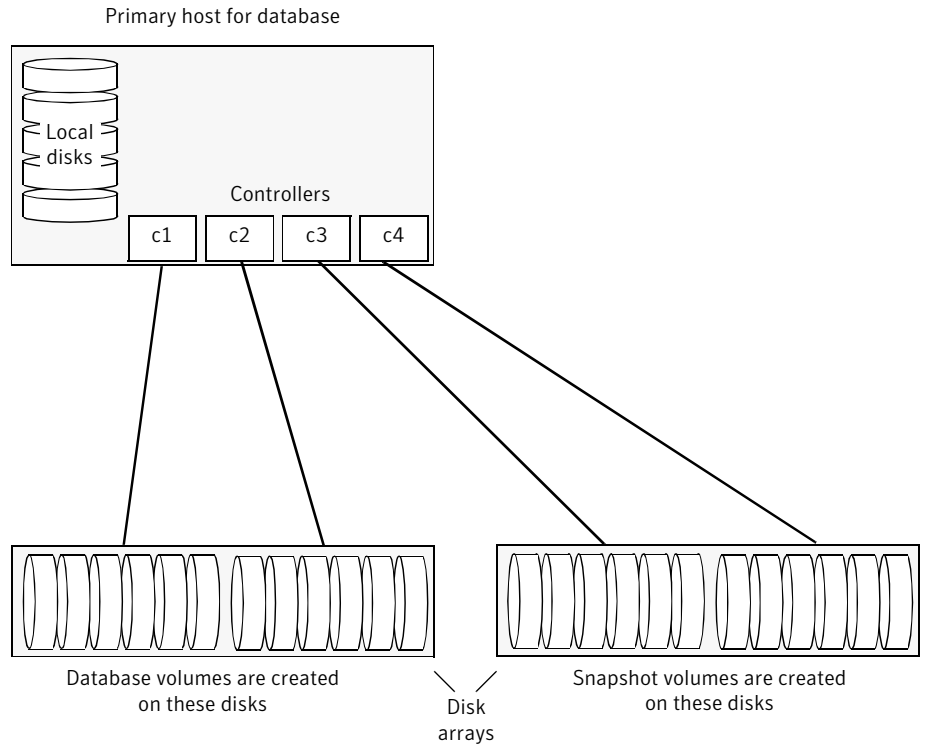 Primary host for database
Local
disks
Controllers
c1
c2
c3
c4
Database volumes are created
on these disks
Disk
arrays
Snapshot volumes are created
on these disks